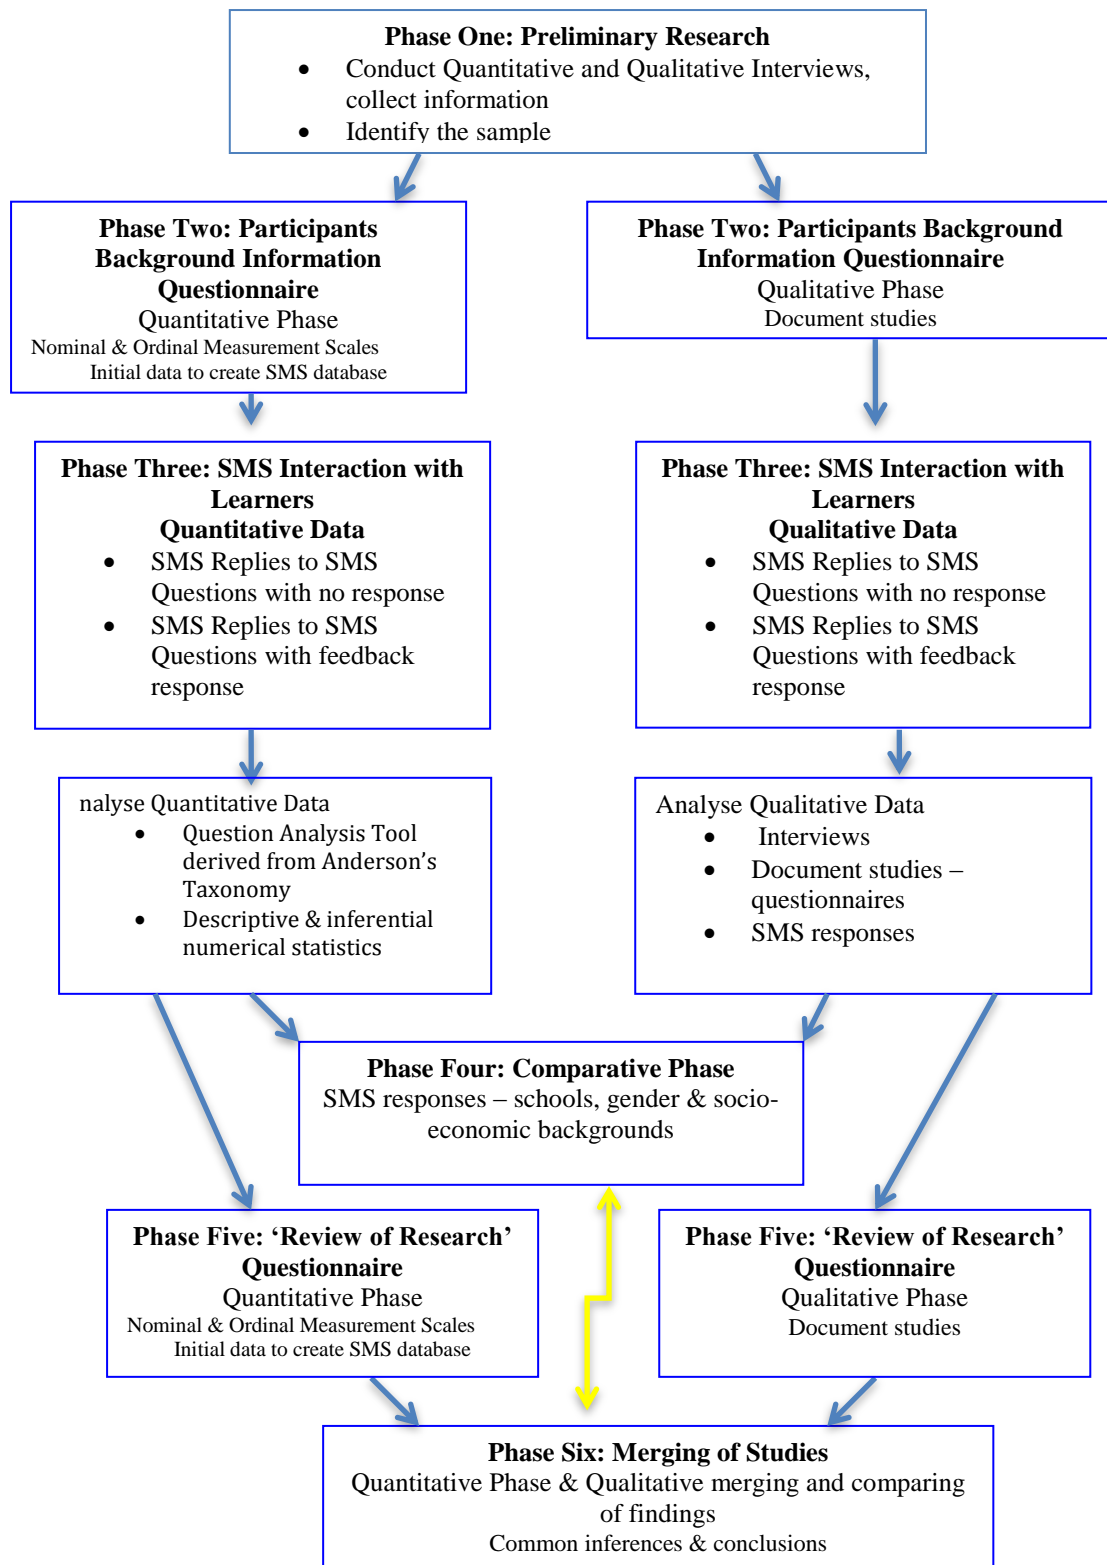 Phase One: Preliminary Research
• Conduct Quantitative and Qualitative Interviews,
collect information
• Identify the sample
Phase Two: Participants
Background Information
Questionnaire
Quantitative Phase
Nominal & Ordinal Measurement Scales
Initial data to create SMS database
Phase Two: Participants Background
Information Questionnaire
Qualitative Phase
Document studies
Phase Three: SMS Interaction with
Learners
Quantitative Data
• SMS Replies to SMS
Questions with no response
• SMS Replies to SMS
Questions with feedback
response
Phase Three: SMS Interaction with
Learners
Qualitative Data
• SMS Replies to SMS
Questions with no response
• SMS Replies to SMS
Questions with feedback
response
nalyse Quantitative Data
• Question Analysis Tool
derived from Anderson’s
Taxonomy
• Descriptive & inferential
numerical statistics
Analyse Qualitative Data
• Interviews
• Document studies –
questionnaires
• SMS responses
Phase Four: Comparative Phase
SMS responses – schools, gender & socio-
economic backgrounds
Phase Five: ‘Review of Research’
Questionnaire
Quantitative Phase
Nominal & Ordinal Measurement Scales
Initial data to create SMS database
Phase Five: ‘Review of Research’
Questionnaire
Qualitative Phase
Document studies
Phase Six: Merging of Studies
Quantitative Phase & Qualitative merging and comparing
of findings
Common inferences & conclusions